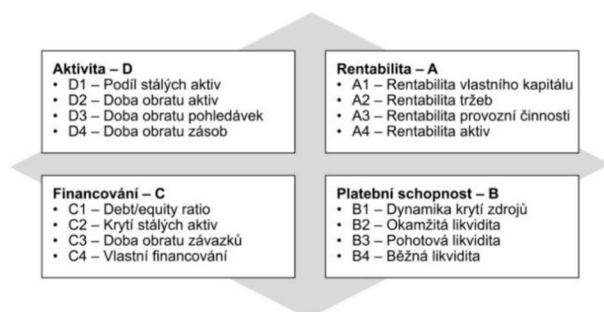 Aktivita – D
• D1 – Podíl stálých aktiv
• D2 – Doba obratu aktiv
• D3 – Doba obratu pohledávek
• D4 – Doba obratu zásob
Rentabilita – A
• A1 – Rentabilita vlastního kapitálu
• A2 – Rentabilita tržeb
• A3 – Rentabilita provozní činnosti
• A4 – Rentabilita aktiv
Financování – C
• C1 – Debt/equity ratio
• C2 – Krytí stálých aktiv
• C3 – Doba obratu závazků
• C4 – Vlastní financování
Platební schopnost – B
• B1 – Dynamika krytí zdrojů
• B2 – Okamžitá likvidita
• B3 – Pohotová likvidita
• B4 – Běžná likvidita